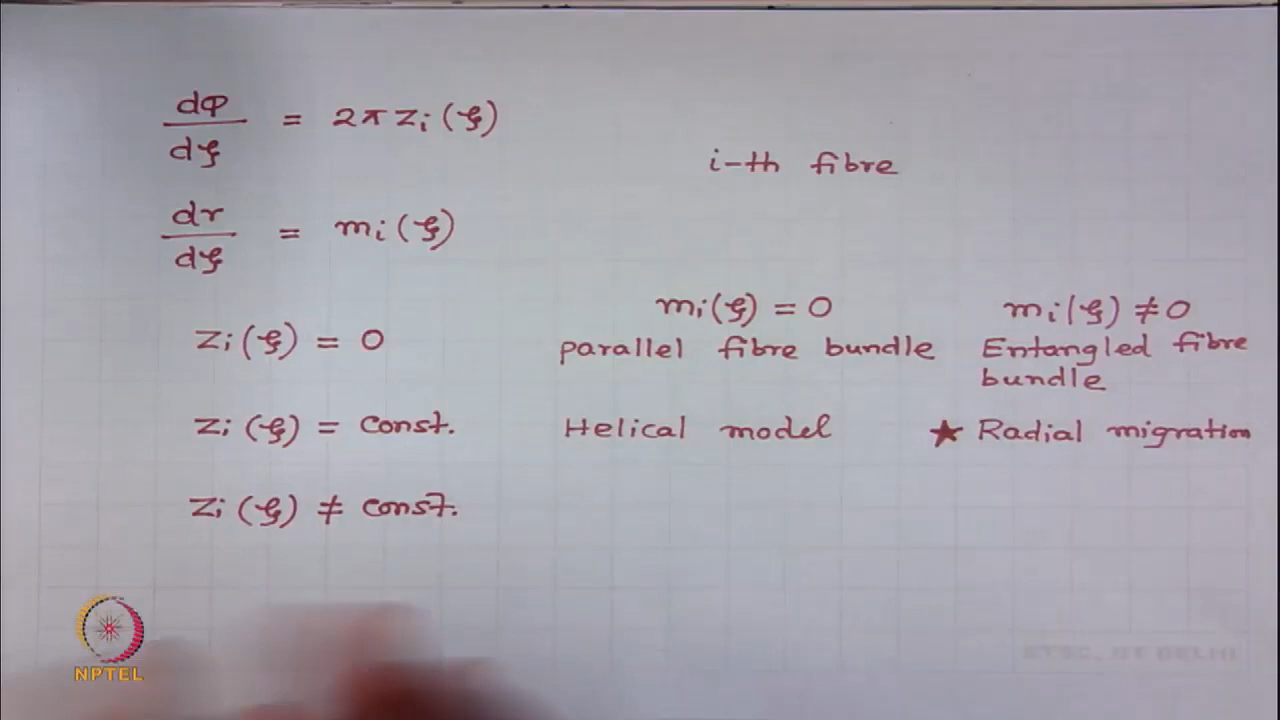 dφ/dξ = 2π Zi(ξ)
i-th fibre
dr/dξ = mi(ξ)
mi(ξ) = 0
mi(ξ) ≠ 0
Zi(ξ) = 0
parallel fibre bundle
Entangled fibre
bundle
Zi(ξ) = const.
Helical model
★ Radial migration
Zi(ξ) ≠ const.
NPTEL